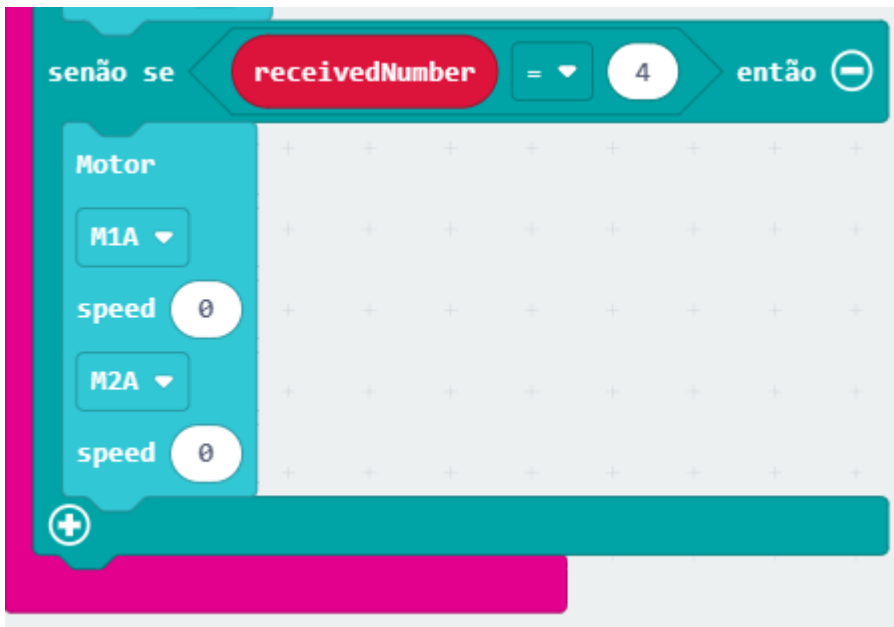 senão se receivedNumber = 4 então
Motor
M1A
speed 0
M2A
speed 0